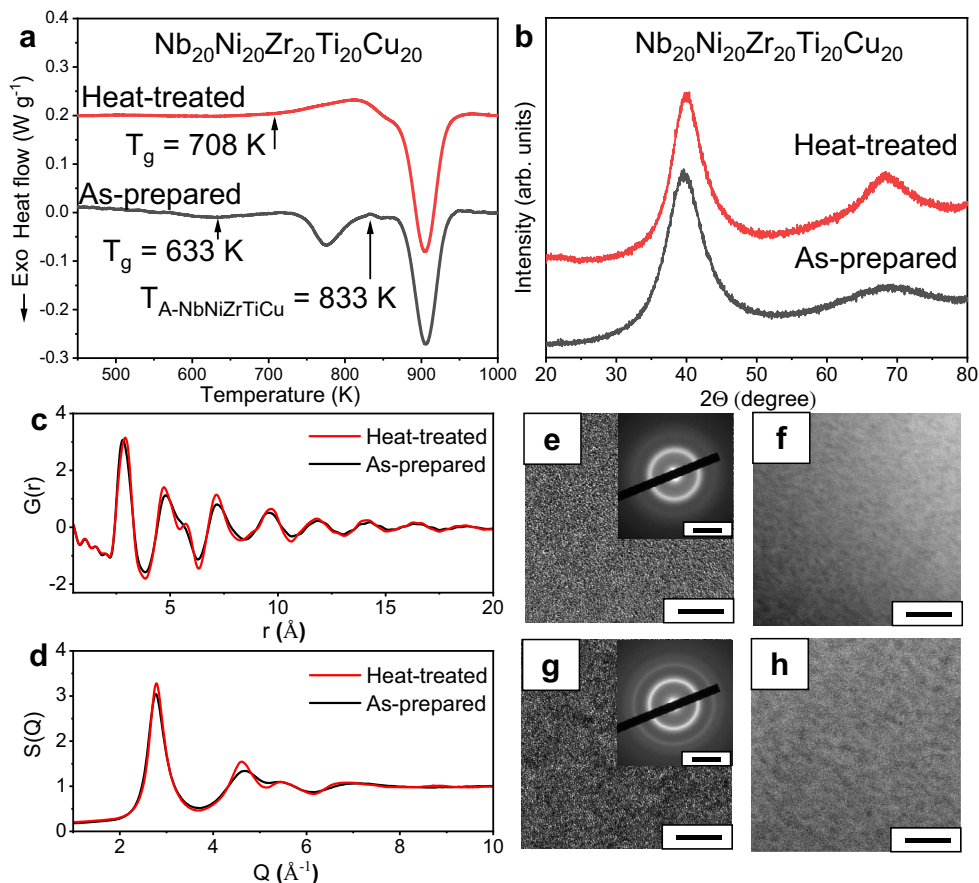 a
Nb20Ni20Zr20Ti20Cu20
Heat-treated
Tg = 708 K
As-prepared
Tg = 633 K
TA-NbNiZrTiCu = 833 K
Exo Heat flow (W g-1)
0.4
0.3
0.2
0.1
0.0
-0.1
-0.2
-0.3
500 600 700 800 900 1000
Temperature (K)
b
Nb20Ni20Zr20Ti20Cu20
Heat-treated
As-prepared
Intensity (arb. units)
20 30 40 50 60 70 80
2Θ (degree)
c
Heat-treated
As-prepared
G(r)
4
2
0
-2
5 10 15 20
r (Å)
d
Heat-treated
As-prepared
S(Q)
4
3
2
1
0
2 4 6 8 10
Q (Å-1)
e
f
g
h